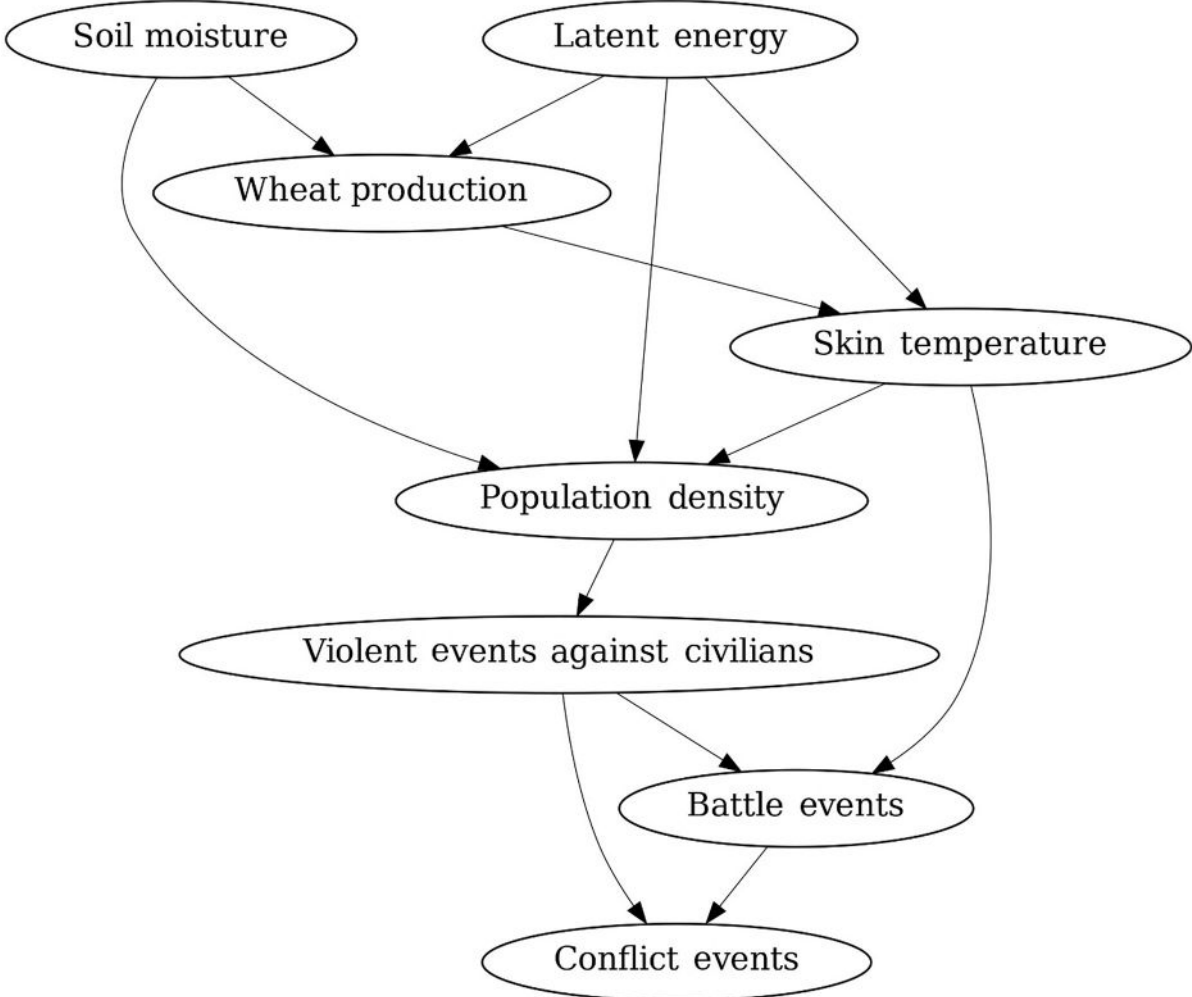 Soil moisture
Latent energy
Wheat production
Skin temperature
Population density
Violent events against civilians
Battle events
Conflict events